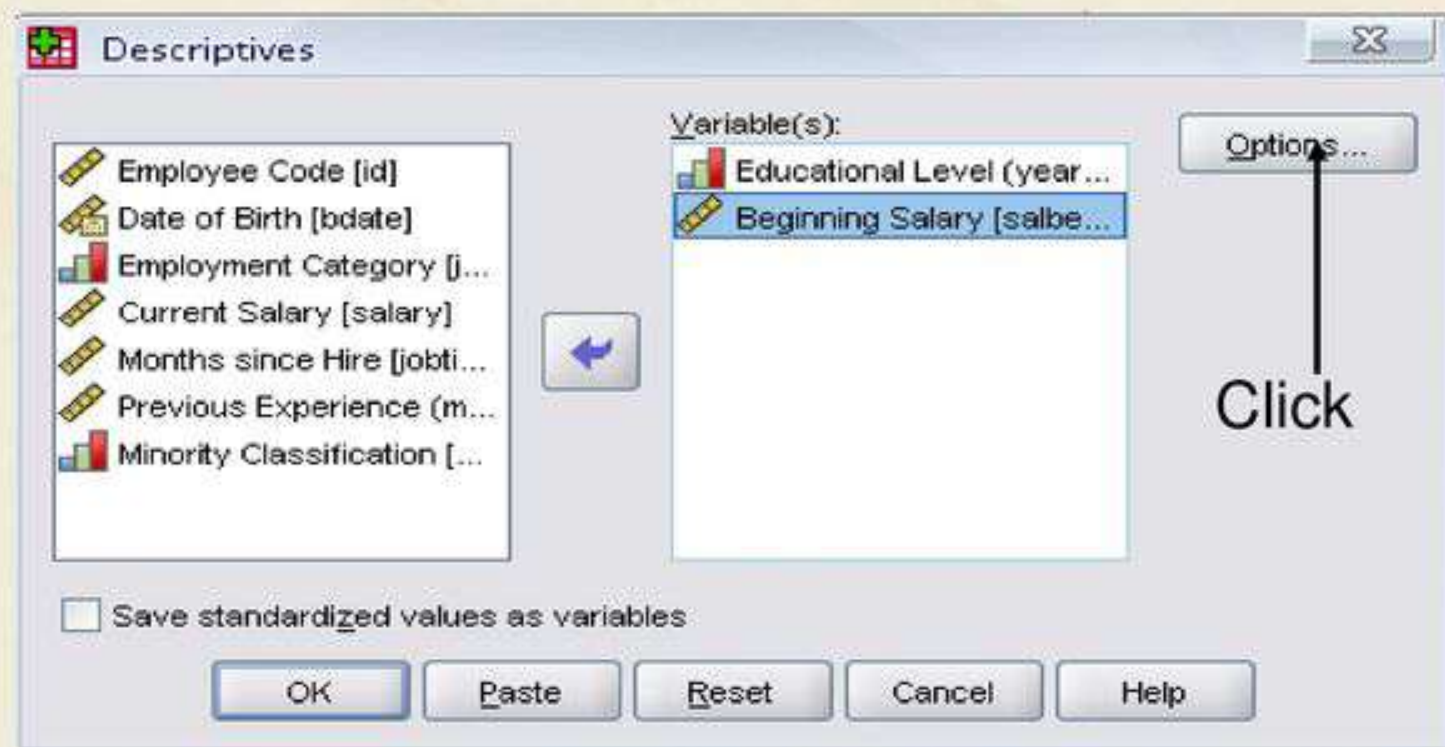 Descriptives
Employee Code [id]
Date of Birth [bdate]
Employment Category [j...
Current Salary [salary]
Months since Hire [jobti...
Previous Experience (m...
Minority Classification [...
Variable(s):
Educational Level (year...
Beginning Salary [salbe...
Options...
Click
Save standardized values as variables
OK Paste Reset Cancel Help